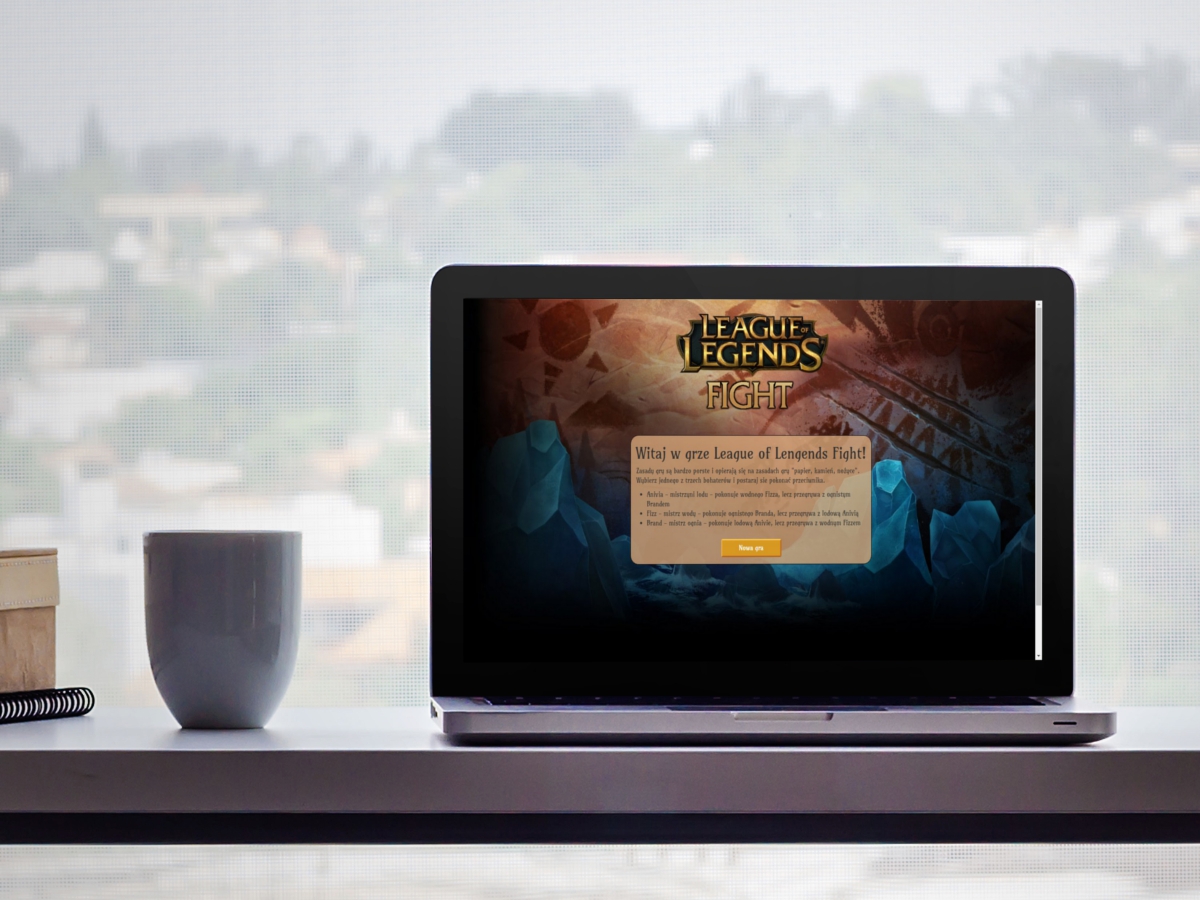 LEAGUE OF
LEGENDS
FIGHT
Witaj w grze League of Lengends Fight!
Zasady gry są bardzo proste i opierają się na zasadach gry "papier, kamień, nożyce".
Wybierz jednego z trzech bohaterów i postaraj się pokonać przeciwnika.
• Anivia - mistrzyni lodu - pokonuje wodnego Fizza, lecz przegrywa z ognistym
Brandem
• Fizz - mistrz wody - pokonuje ognistego Branda, lecz przegrywa z lodową Anivią
• Brand - mistrz ognia - pokonuje lodową Anivie, lecz przegrywa z wodnym Fizzem
Nowa gra